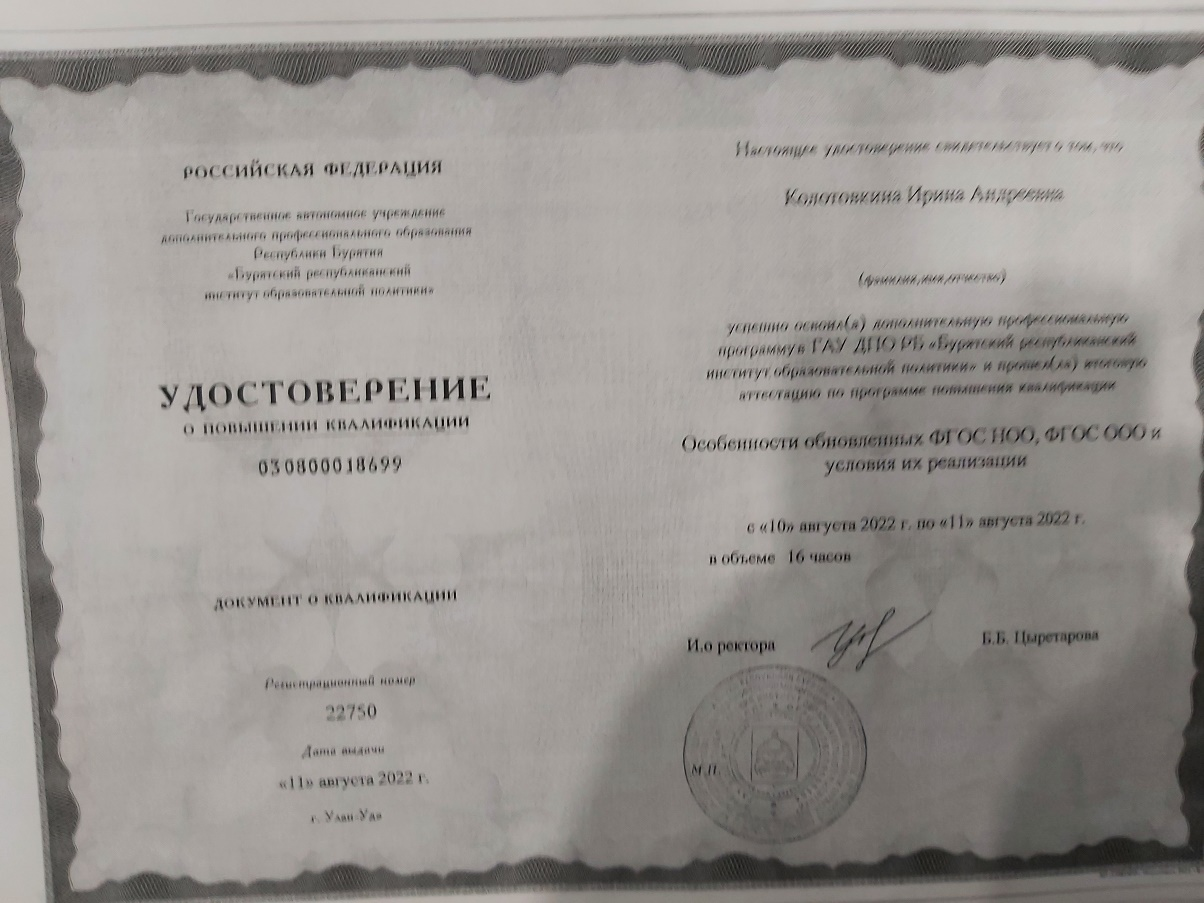 РОССИЙСКАЯ ФЕДЕРАЦИЯ
Государственное автономное учреждение
дополнительного профессионального образования
Республики Бурятия
«Бурятский республиканский
институт образовательной политики»
УДОСТОВЕРЕНИЕ
О ПОВЫШЕНИИ КВАЛИФИКАЦИИ
030800018699
ДОКУМЕНТ О КВАЛИФИКАЦИИ
Регистрационный номер
22750
Дата выдачи
«11» августа 2022 г.
г. Улан-Удэ
Настоящее удостоверение свидетельствует о том, что
Колотовкина Ирина Андреевна
(фамилия, имя, отчество)
успешно освоил(а) дополнительную профессиональную
программу в ГАУ ДПО РБ «Бурятский республиканский
институт образовательной политики» и прошел(ла) итоговую
аттестацию по программе повышения квалификации
Особенности обновленных ФГОС НОО, ФГОС ООО и
условия их реализации
с «10» августа 2022 г. по «11» августа 2022 г.
в объеме 16 часов
И.о ректора
Б.Б. Цыретарова
М.П.